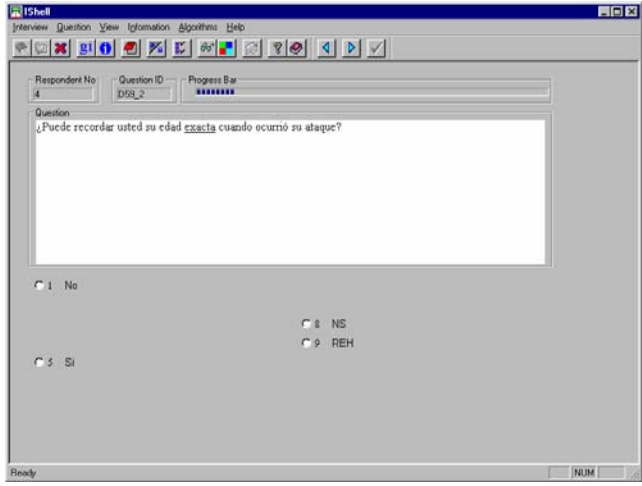 IShell
Interview Question View Information Algorithms Help
Respondent No
Question ID
Progress Bar
4
D59_2
Question
¿Puede recordar usted su edad exacta cuando ocurrió su ataque?
1 No
8 NS
9 REH
5 Si
Ready
NUM